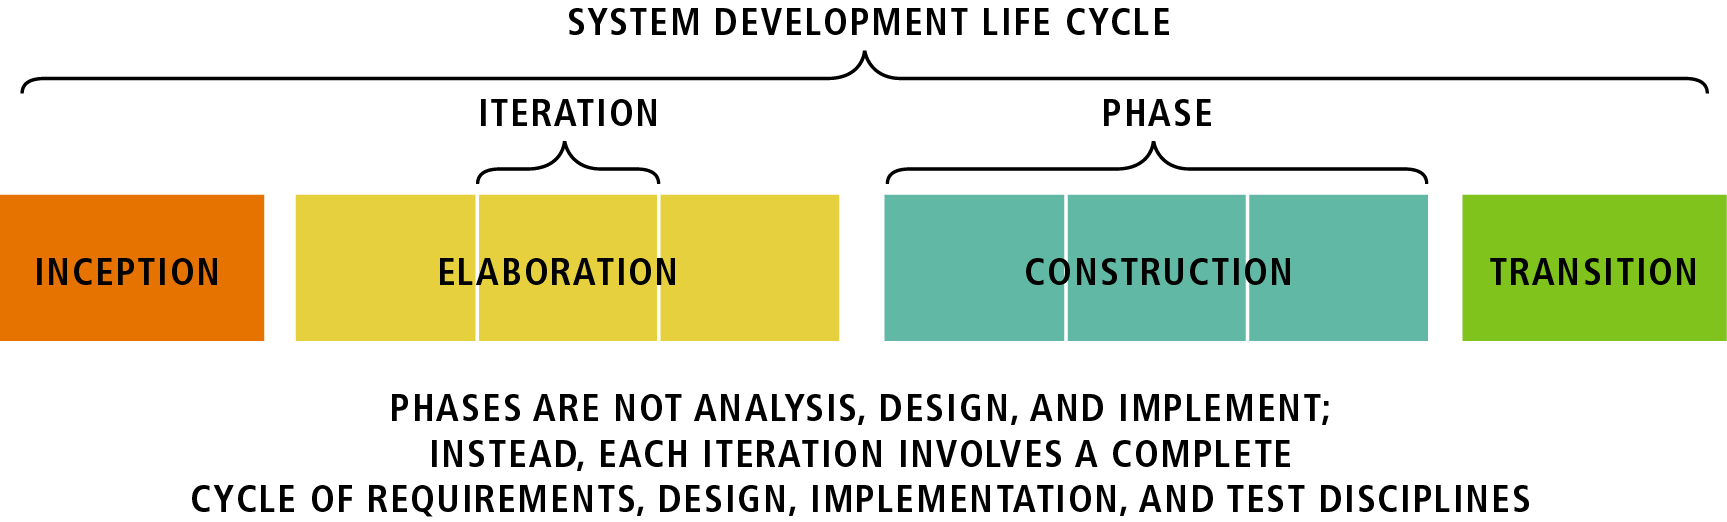 SYSTEM DEVELOPMENT LIFE CYCLE
ITERATION
PHASE
INCEPTION
ELABORATION
CONSTRUCTION
TRANSITION
PHASES ARE NOT ANALYSIS, DESIGN, AND IMPLEMENT;
INSTEAD, EACH ITERATION INVOLVES A COMPLETE
CYCLE OF REQUIREMENTS, DESIGN, IMPLEMENTATION, AND TEST DISCIPLINES